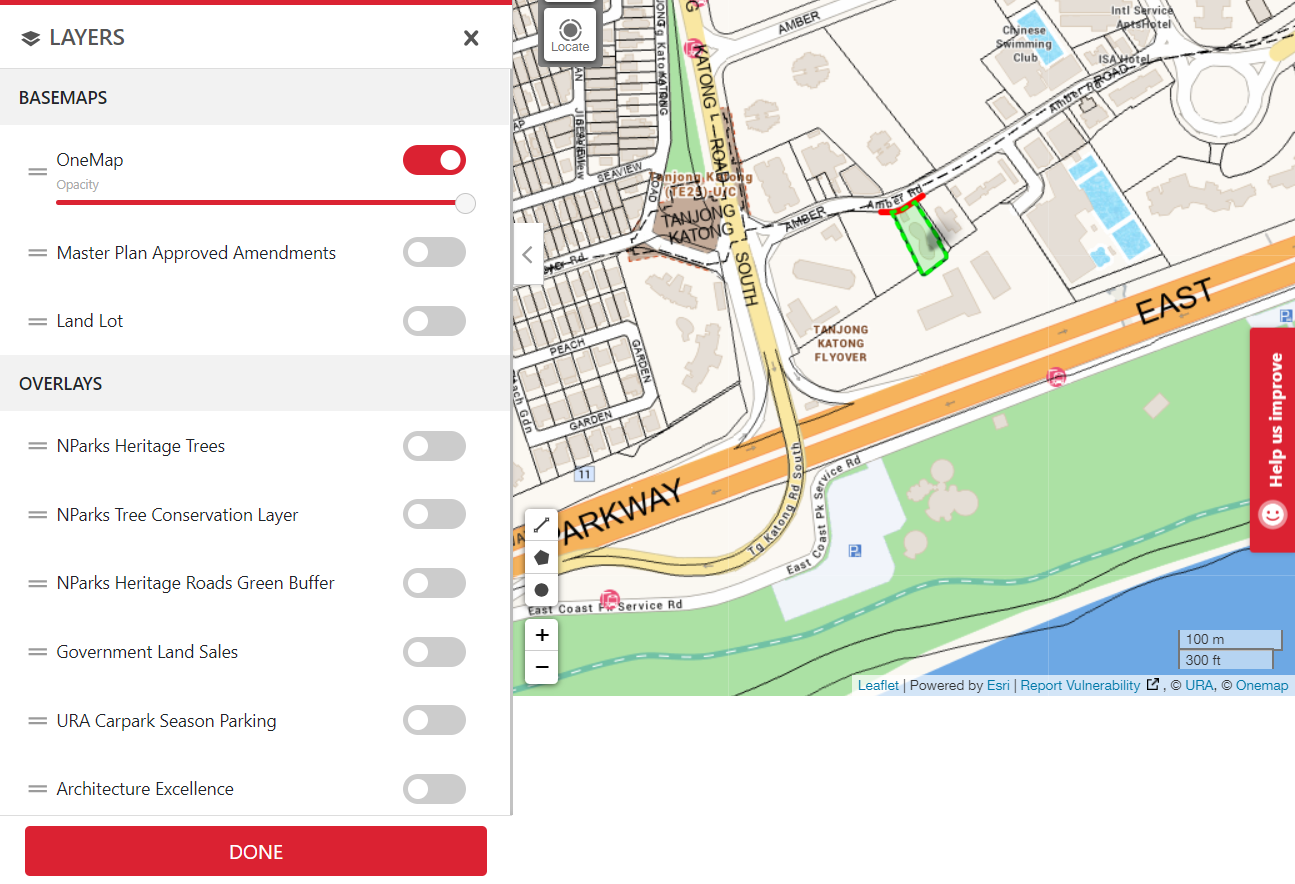 LAYERS
BASEMAPS
OneMap
Opacity
Master Plan Approved Amendments
Land Lot
OVERLAYS
NParks Heritage Trees
NParks Tree Conservation Layer
NParks Heritage Roads Green Buffer
Government Land Sales
URA Carpark Season Parking
Architecture Excellence
DONE
Locate
AMBER
Intl Service
AptsHotel
Chinese
Swimming
Club
ISA Hotel
Amber Rd
ROAD
KATONG
ROAD
SOUTH
KATONG
SEAVIEW
ROAD
Tanjong Katong
(TE25) U/C
TANJONG
KATONG
AMBER
Amber Rd
EAST
TANJONG
KATONG
FLYOVER
PEACH
GARDEN
GARDEN
11
PARKWAY
Tg Katong Rd South
East Coast Pk Service Rd
East Coast Pk Service Rd
P
P
Help us improve
+
−
100 m
300 ft
Leaflet | Powered by Esri | Report Vulnerability , © URA, © Onemap